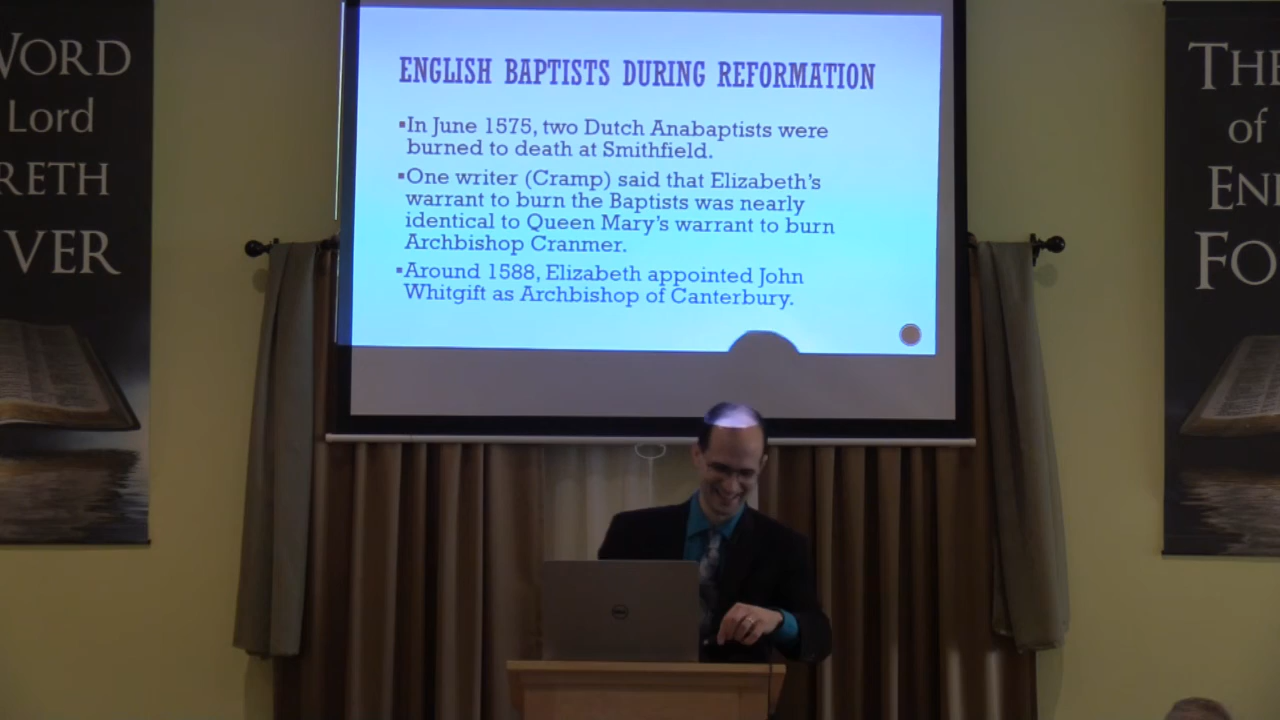 WORD
Lord
RETH
VER
ENGLISH BAPTISTS DURING REFORMATION
▪In June 1575, two Dutch Anabaptists were
burned to death at Smithfield.
▪One writer (Cramp) said that Elizabeth's
warrant to burn the Baptists was nearly
identical to Queen Mary's warrant to burn
Archbishop Cranmer.
▪Around 1588, Elizabeth appointed John
Whitgift as Archbishop of Canterbury.
DELL
THE
of
EN
FO